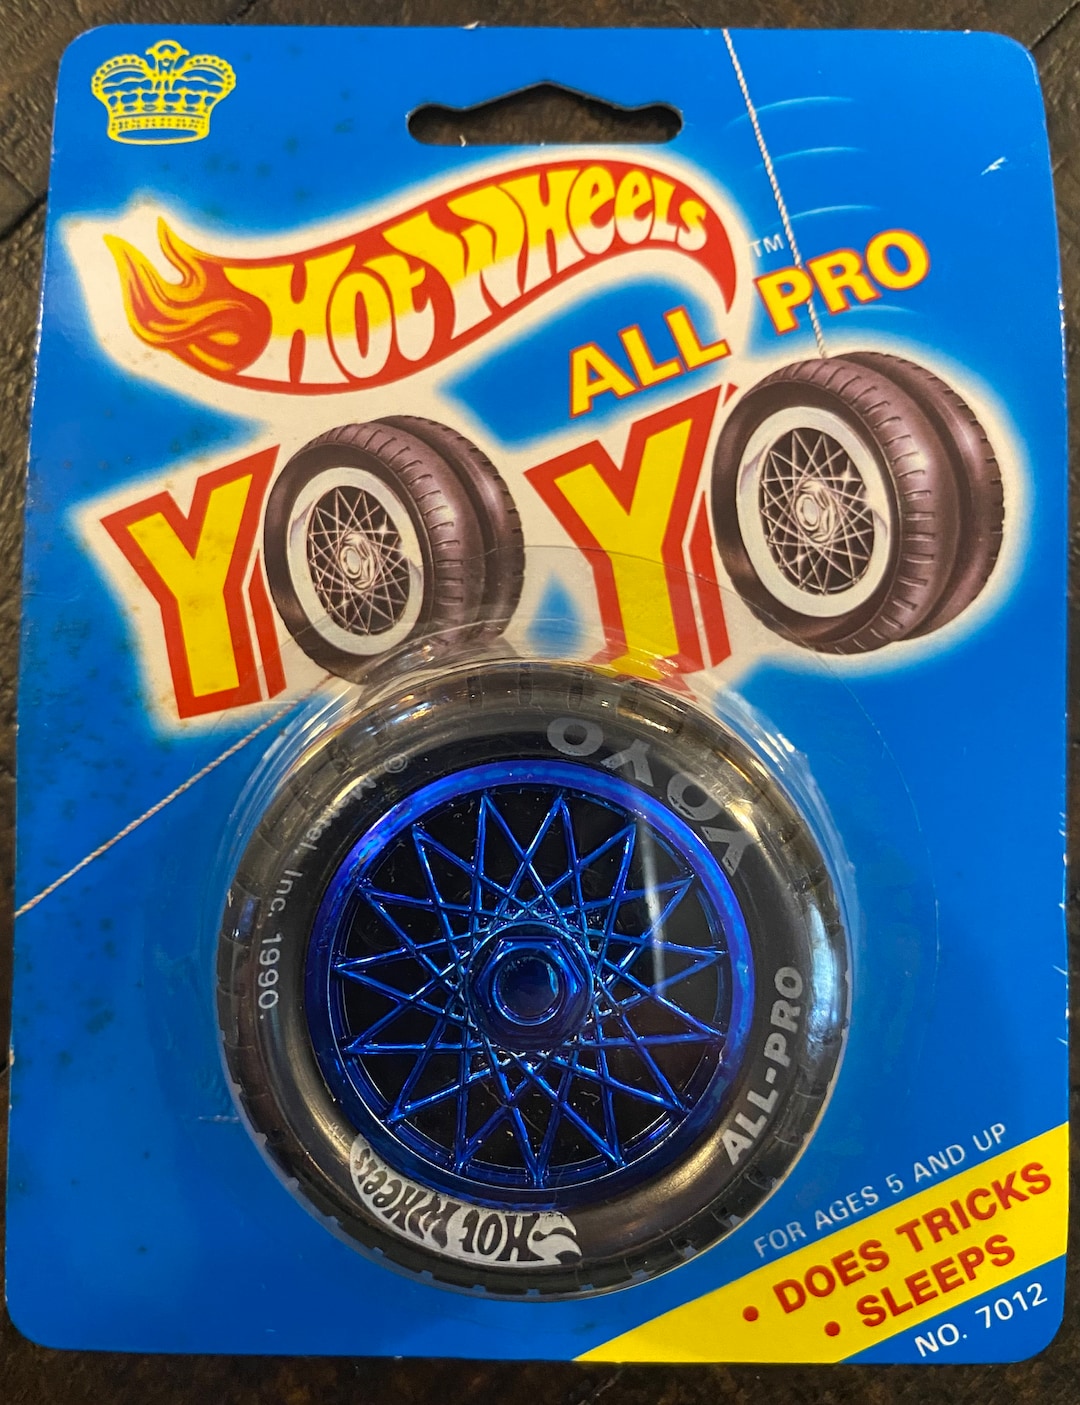 HOT WHEELS
TM
ALL PRO
YO YO
YOYO
© Mattel, Inc. 1990.
ALL-PRO
HOT WHEELS
FOR AGES 5 AND UP
• DOES TRICKS
• SLEEPS
NO. 7012